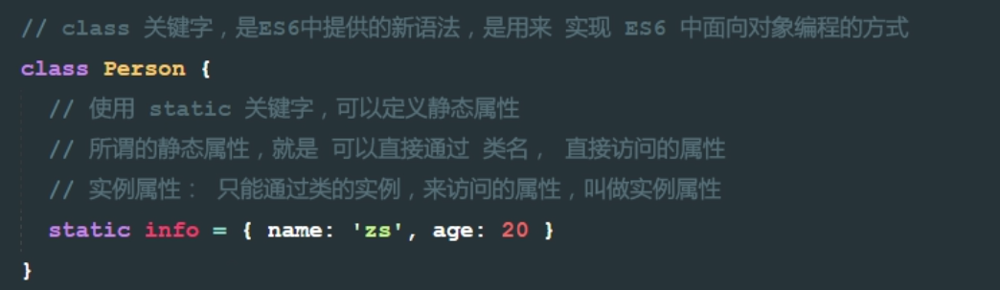 // class 关键字，是ES6中提供的新语法，是用来 实现 ES6 中面向对象编程的方式
class Person {
// 使用 static 关键字，可以定义静态属性
// 所谓的静态属性，就是 可以直接通过 类名， 直接访问的属性
// 实例属性： 只能通过类的实例，来访问的属性，叫做实例属性
static info = { name: 'zs', age: 20 }
}